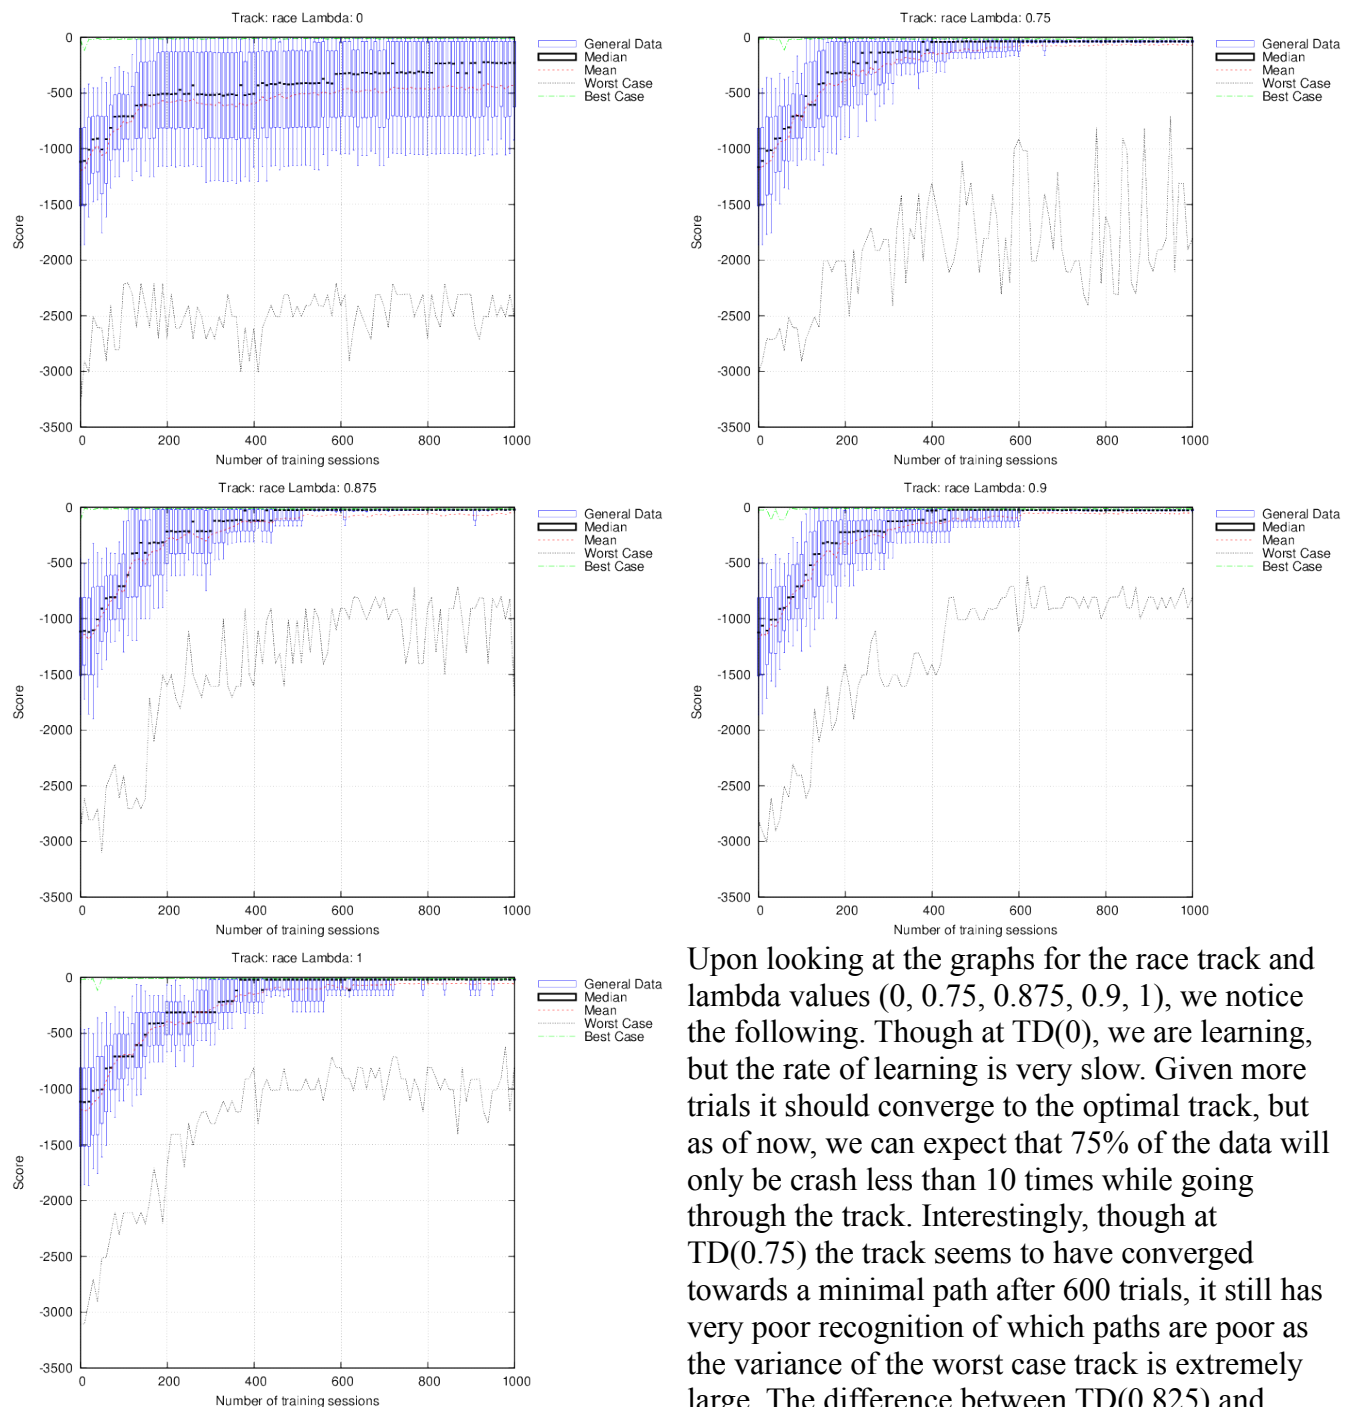 Track: race Lambda: 0
0
-500
-1000
-1500
-2000
-2500
-3000
-3500
Score
0 200 400 600 800 1000
Number of training sessions
General Data
Median
Mean
Worst Case
Best Case
Track: race Lambda: 0.75
0
-500
-1000
-1500
-2000
-2500
-3000
-3500
Score
0 200 400 600 800 1000
Number of training sessions
General Data
Median
Mean
Worst Case
Best Case
Track: race Lambda: 0.875
0
-500
-1000
-1500
-2000
-2500
-3000
-3500
Score
0 200 400 600 800 1000
Number of training sessions
General Data
Median
Mean
Worst Case
Best Case
Track: race Lambda: 0.9
0
-500
-1000
-1500
-2000
-2500
-3000
-3500
Score
0 200 400 600 800 1000
Number of training sessions
General Data
Median
Mean
Worst Case
Best Case
Track: race Lambda: 1
0
-500
-1000
-1500
-2000
-2500
-3000
-3500
Score
0 200 400 600 800 1000
Number of training sessions
General Data
Median
Mean
Worst Case
Best Case
Upon looking at the graphs for the race track and
lambda values (0, 0.75, 0.875, 0.9, 1), we notice
the following. Though at TD(0), we are learning,
but the rate of learning is very slow. Given more
trials it should converge to the optimal track, but
as of now, we can expect that 75% of the data will
only be crash less than 10 times while going
through the track. Interestingly, though at
TD(0.75) the track seems to have converged
towards a minimal path after 600 trials, it still has
very poor recognition of which paths are poor as
the variance of the worst case track is extremely
large. The difference between TD(0.825) and